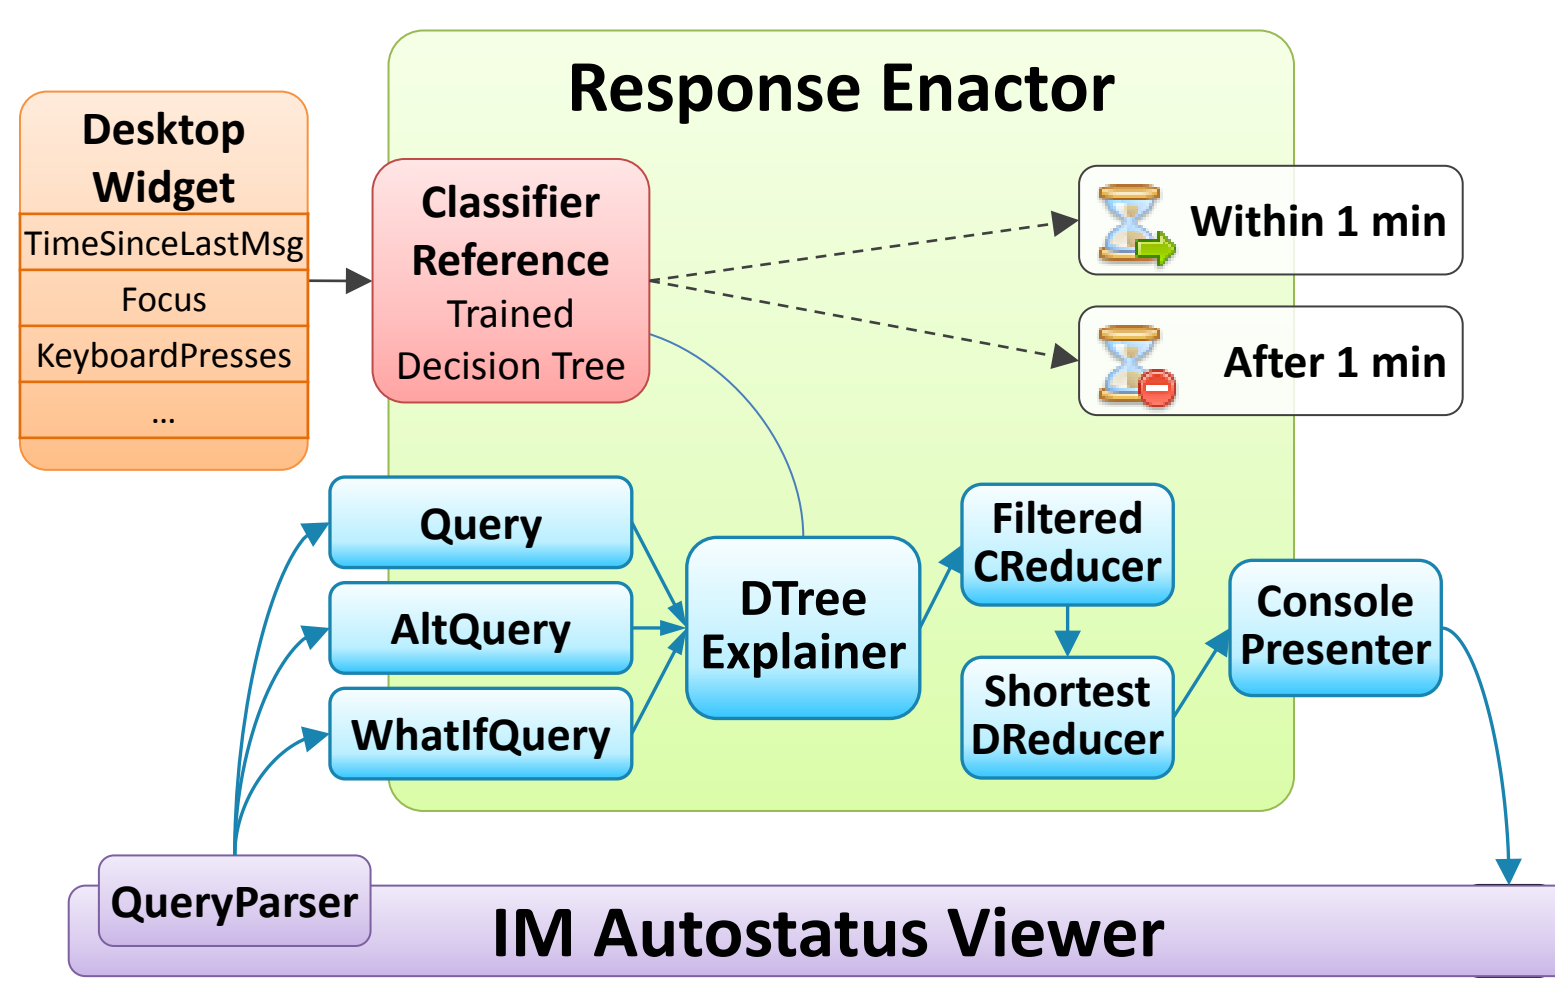 Response Enactor
Desktop
Widget
TimeSinceLastMsg
Focus
KeyboardPresses
...
Classifier
Reference
Trained
Decision Tree
Within 1 min
After 1 min
Query
AltQuery
WhatIfQuery
DTree
Explainer
Filtered
CReducer
Shortest
DReducer
Console
Presenter
QueryParser
IM Autostatus Viewer